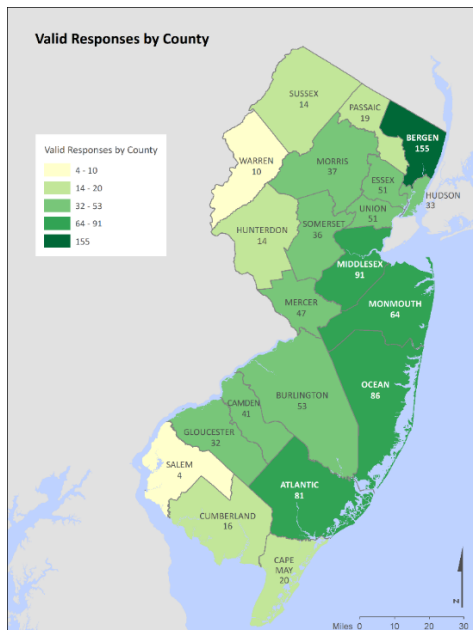 Valid Responses by County
Valid Responses by County
4 - 10
14 - 20
32 - 53
64 - 91
155
SUSSEX
14
PASSAIC
19
BERGEN
155
WARREN
10
MORRIS
37
ESSEX
51
HUDSON
33
UNION
51
HUNTERDON
14
SOMERSET
36
MIDDLESEX
91
MERCER
47
MONMOUTH
64
OCEAN
86
BURLINGTON
53
CAMDEN
41
GLOUCESTER
32
SALEM
4
ATLANTIC
81
CUMBERLAND
16
CAPE
MAY
20
N
Miles 0 10 20 30